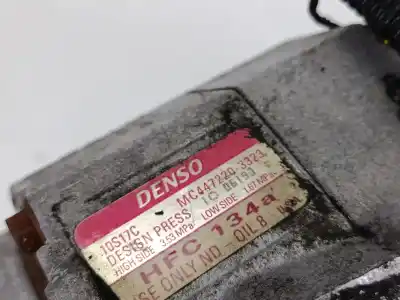 DENSO
10S17C MC447220 3323
DESIGN PRESS
HIGH SIDE 3.53 MPa LOW SIDE 1.67 MPa
HFC 134a
USE ONLY ND-OIL 8